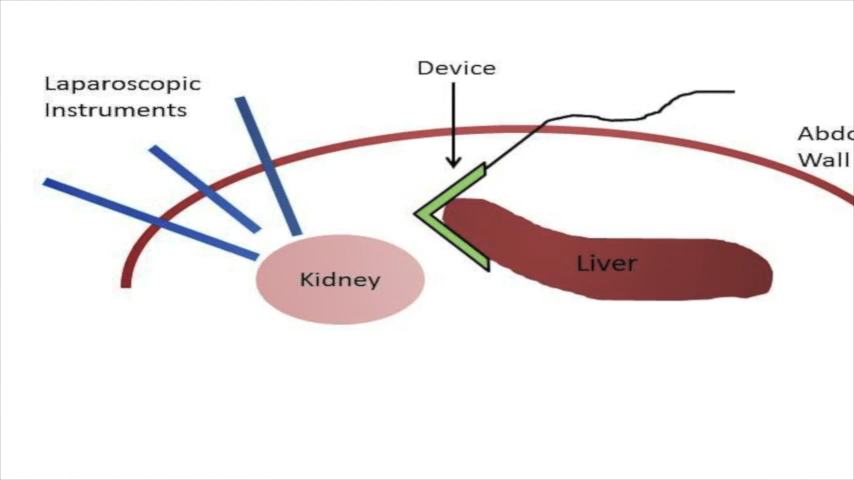 Device
Laparoscopic
Instruments
Wall
Liver
Kidney